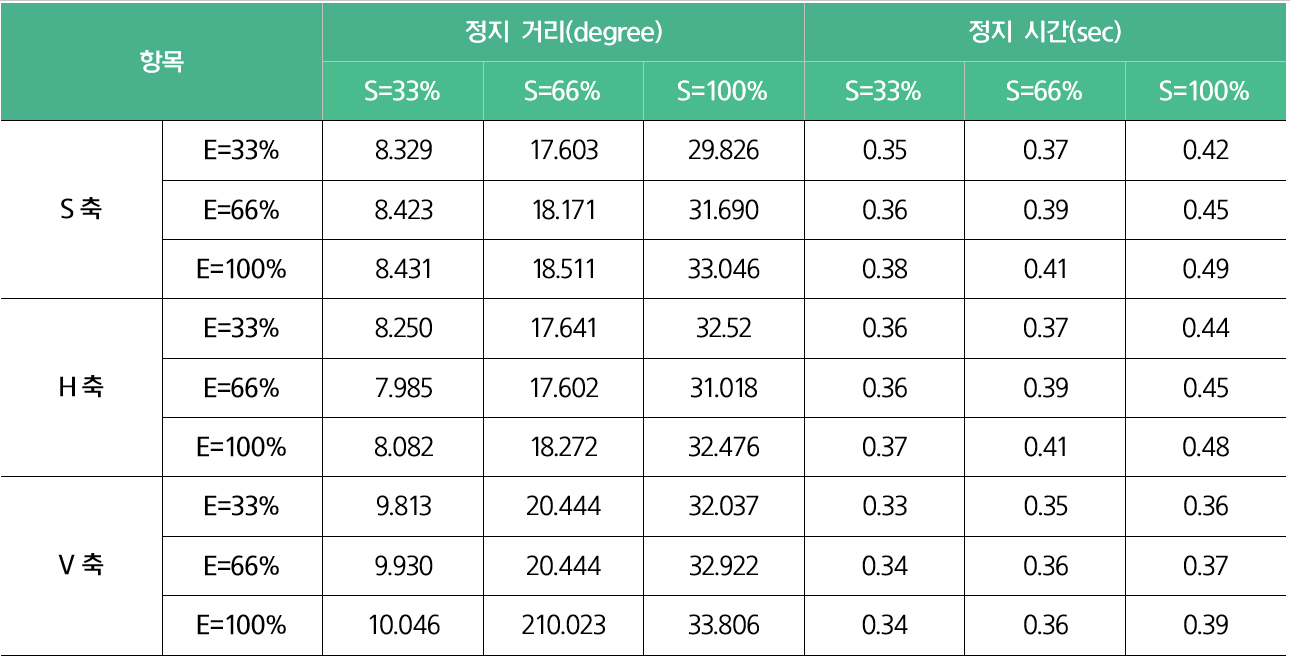 항목 정지 거리(degree) 정지 시간(sec)
S=33% S=66% S=100% S=33% S=66% S=100%
S 축 E=33% 8.329 17.603 29.826 0.35 0.37 0.42
E=66% 8.423 18.171 31.690 0.36 0.39 0.45
E=100% 8.431 18.511 33.046 0.38 0.41 0.49
H 축 E=33% 8.250 17.641 32.52 0.36 0.37 0.44
E=66% 7.985 17.602 31.018 0.36 0.39 0.45
E=100% 8.082 18.272 32.476 0.37 0.41 0.48
V 축 E=33% 9.813 20.444 32.037 0.33 0.35 0.36
E=66% 9.930 20.444 32.922 0.34 0.36 0.37
E=100% 10.046 210.023 33.806 0.34 0.36 0.39